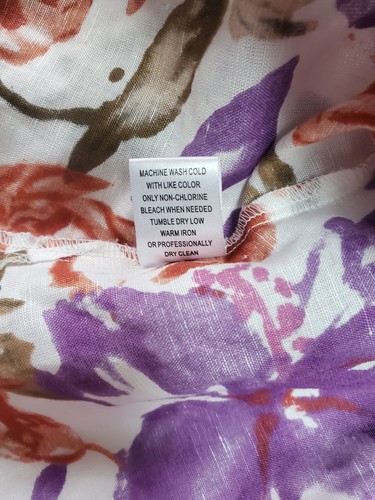 MACHINE WASH COLD
WITH LIKE COLOR
ONLY NON-CHLORINE
BLEACH WHEN NEEDED
TUMBLE DRY LOW
WARM IRON
OR PROFESSIONALLY
DRY CLEAN